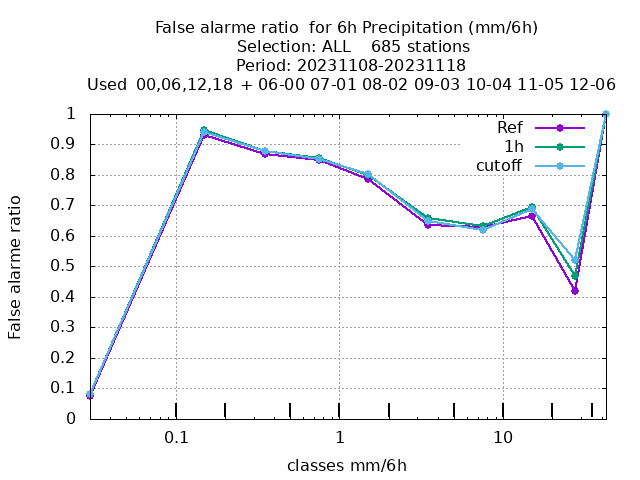 False alarme ratio  for 6h Precipitation (mm/6h)
Selection: ALL    685 stations
Period: 20231108-20231118
Used  00,06,12,18  + 06-00 07-01 08-02 09-03 10-04 11-05 12-06
Ref
1h
cutoff
1
0.9
0.8
0.7
0.6
0.5
0.4
0.3
0.2
0.1
0
False alarme ratio
0.1 1 10
classes mm/6h